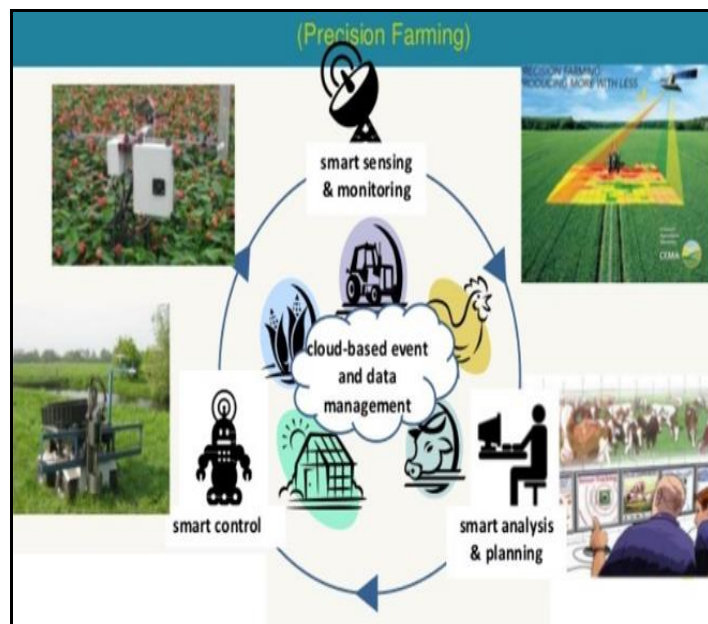 (Precision Farming)
PRECISION FARMING:
PRODUCING MORE WITH LESS
smart sensing
& monitoring
CEMA
cloud-based event
and data
management
smart control
smart analysis
& planning